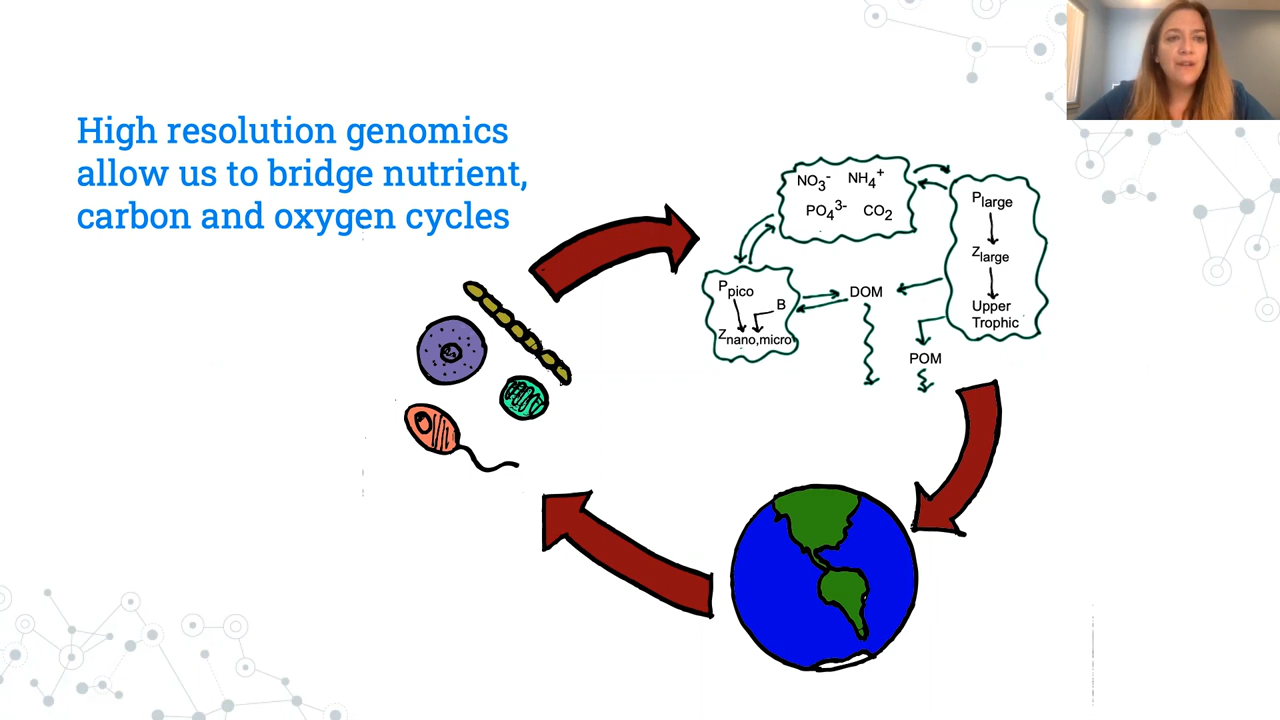 High resolution genomics
allow us to bridge nutrient,
carbon and oxygen cycles
NO3- NH4+
PO43- CO2
Plarge
Zlarge
Upper
Trophic
Ppico
B
Znano,micro
DOM
POM